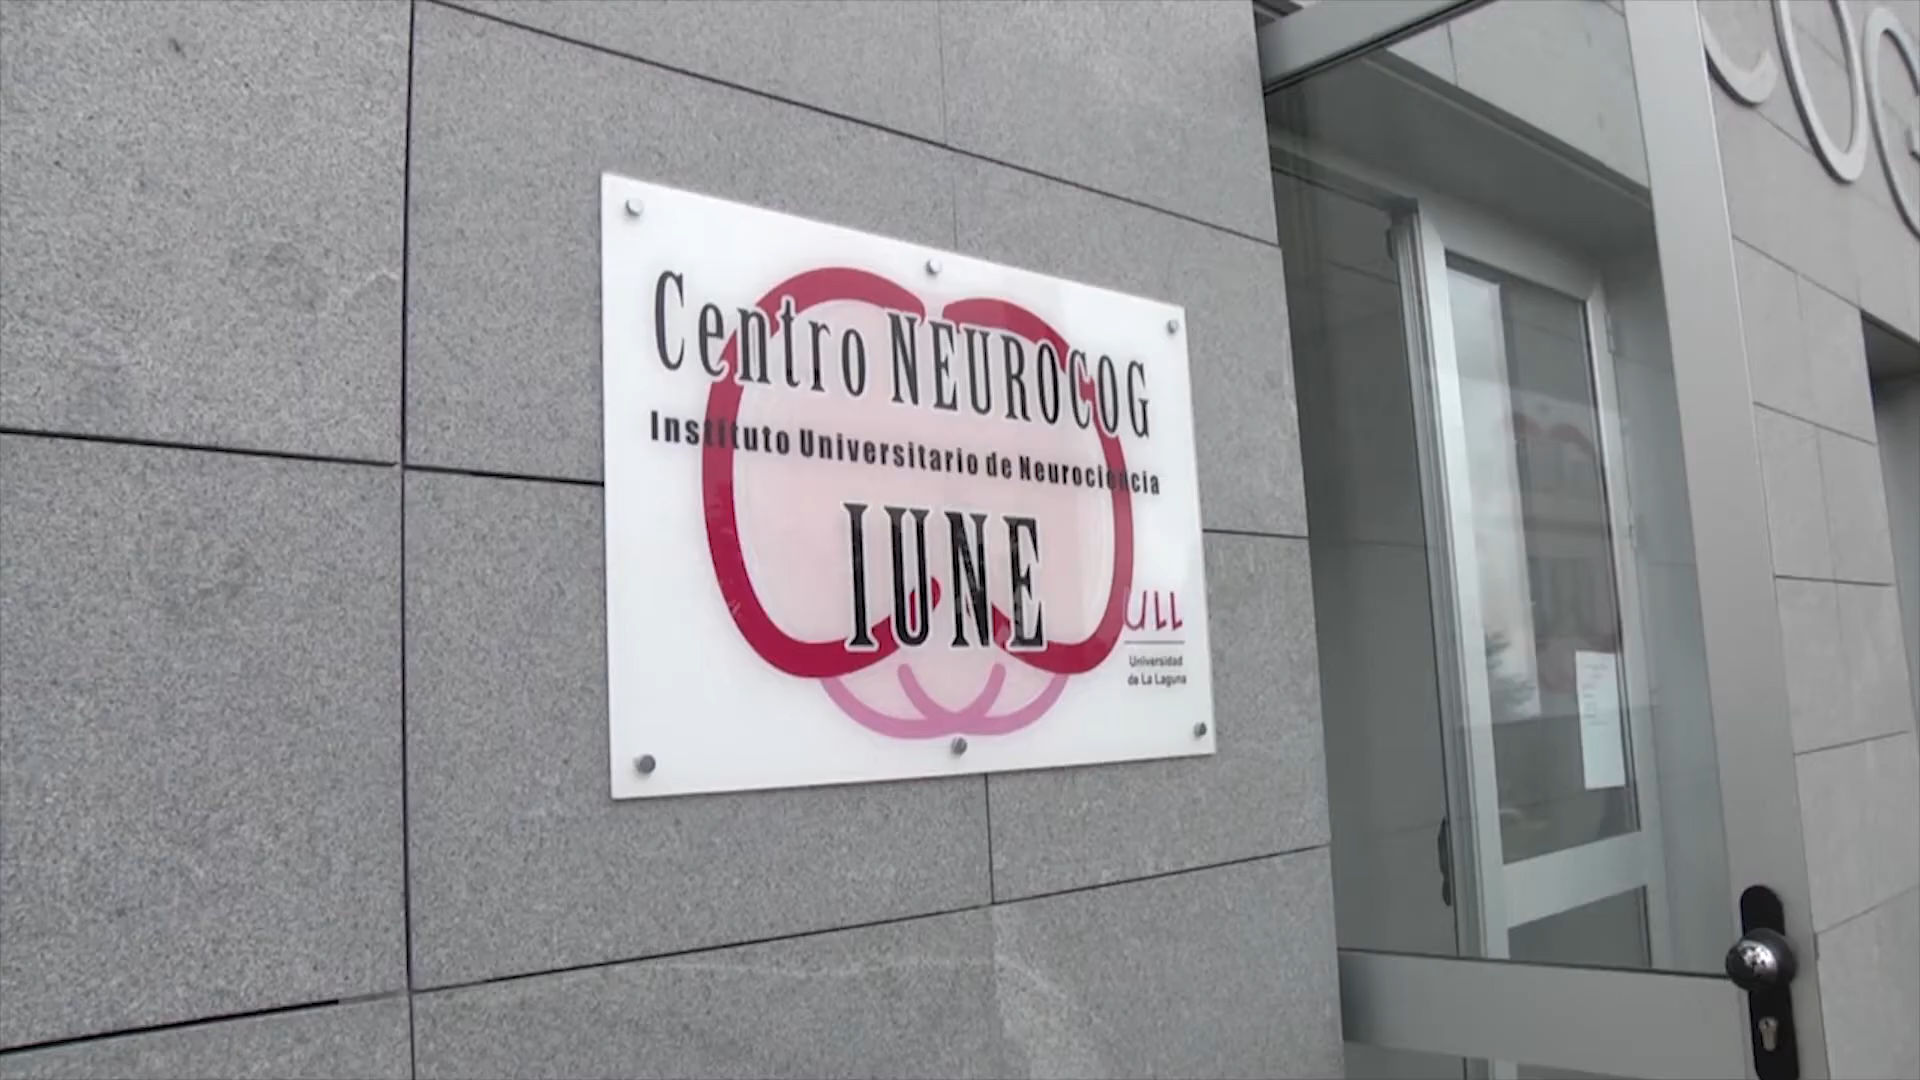 Centro NEUROCOG
Instituto Universitario de Neurociencia
IUNE
ULL
Universidad
de La Laguna